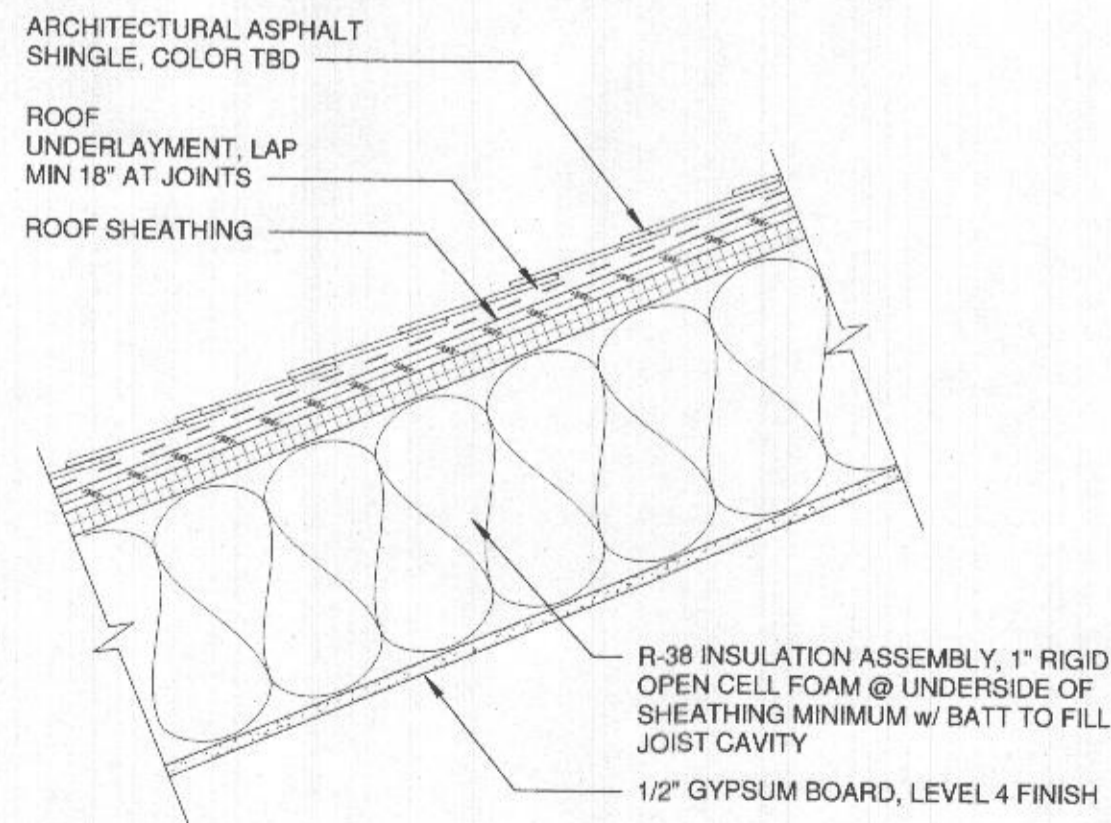 ARCHITECTURAL ASPHALT
SHINGLE, COLOR TBD
ROOF
UNDERLAYMENT, LAP
MIN 18" AT JOINTS
ROOF SHEATHING
R-38 INSULATION ASSEMBLY, 1" RIGID
OPEN CELL FOAM @ UNDERSIDE OF
SHEATHING MINIMUM w/ BATT TO FILL
JOIST CAVITY
1/2" GYPSUM BOARD, LEVEL 4 FINISH